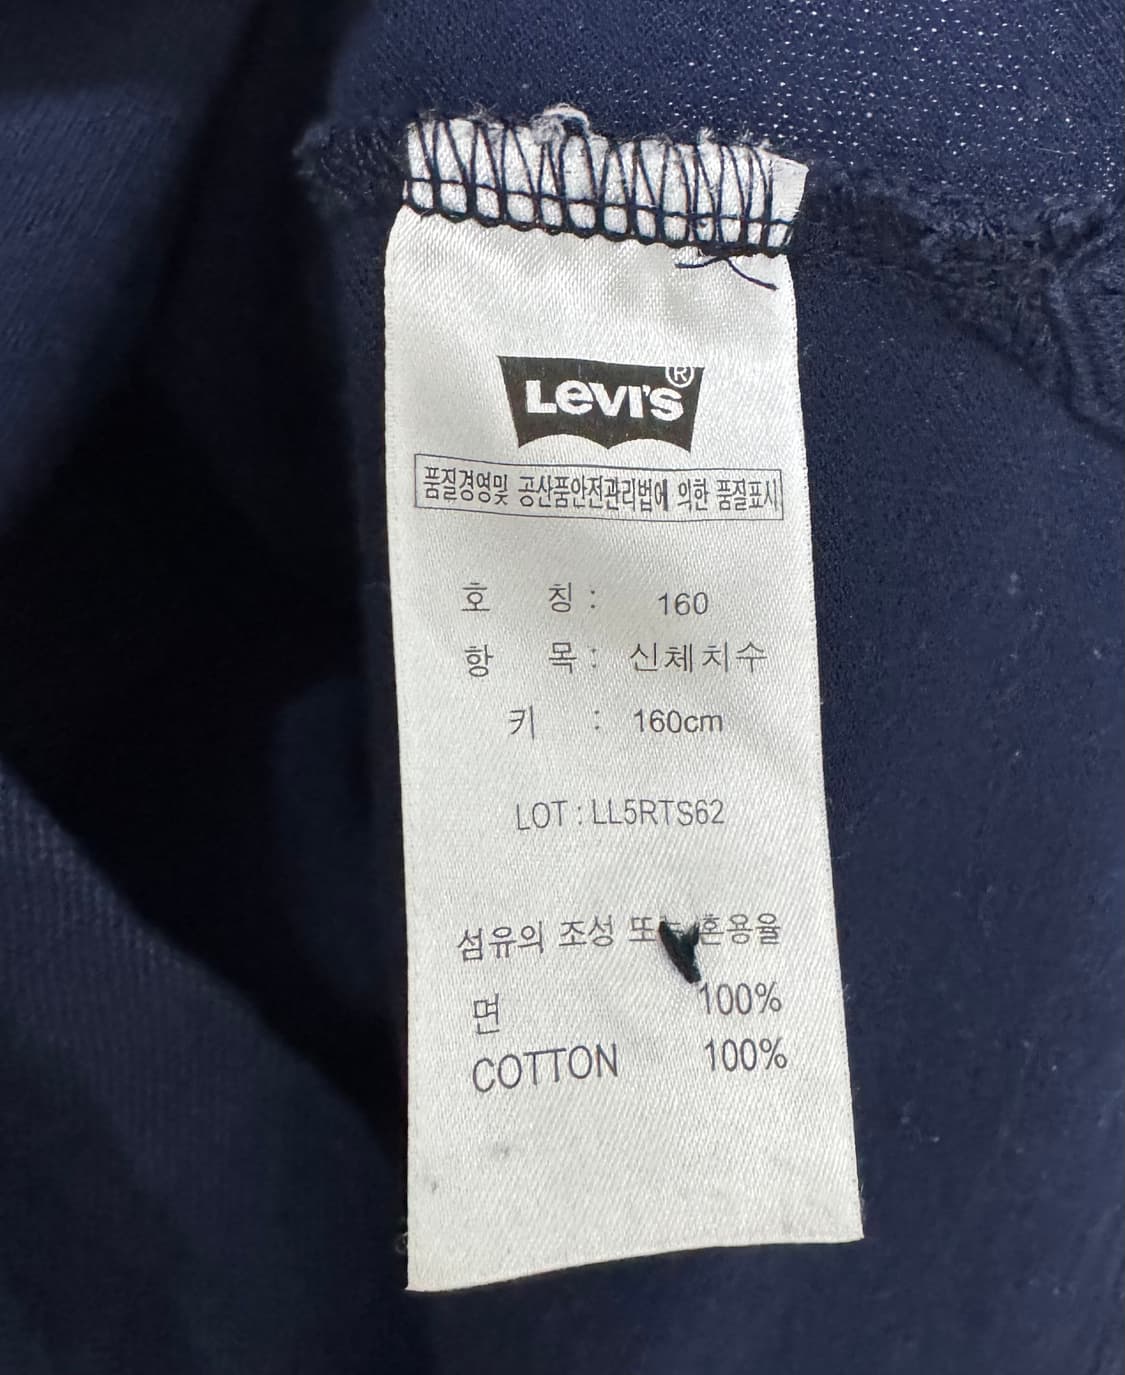 LEVI'S®
품질경영및 공산품안전관리법에 의한 품질표시
호 칭 : 160
항 목 : 신체치수
키 : 160cm
LOT : LL5RTS62
섬유의 조성 또는 혼용율
면 100%
COTTON 100%